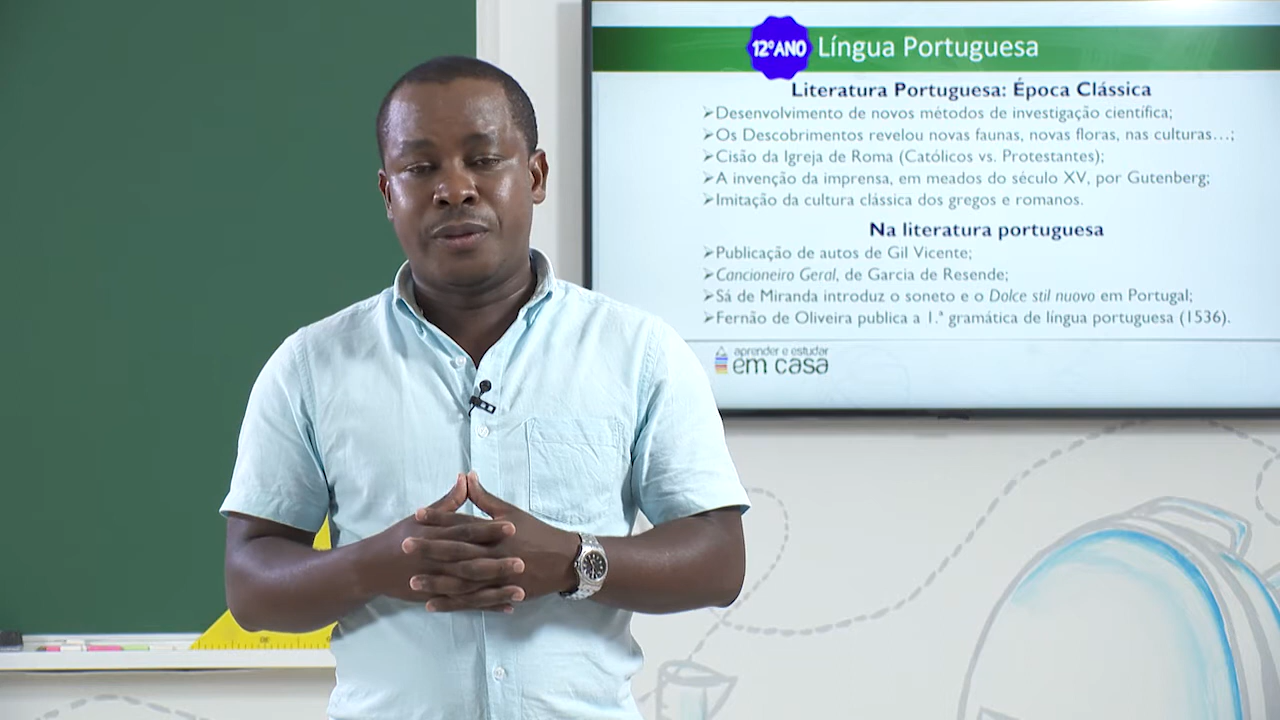 12ºANO Língua Portuguesa
Literatura Portuguesa: Época Clássica
➢Desenvolvimento de novos métodos de investigação científica;
➢Os Descobrimentos revelou novas faunas, novas floras, nas culturas…;
➢Cisão da Igreja de Roma (Católicos vs. Protestantes);
➢A invenção da imprensa, em meados do século XV, por Gutenberg;
➢Imitação da cultura clássica dos gregos e romanos.
Na literatura portuguesa
➢Publicação de autos de Gil Vicente;
➢Cancioneiro Geral, de Garcia de Resende;
➢Sá de Miranda introduz o soneto e o Dolce stil nuovo em Portugal;
➢Fernão de Oliveira publica a 1.ª gramática de língua portuguesa (1536).
aprender e estudar
em casa